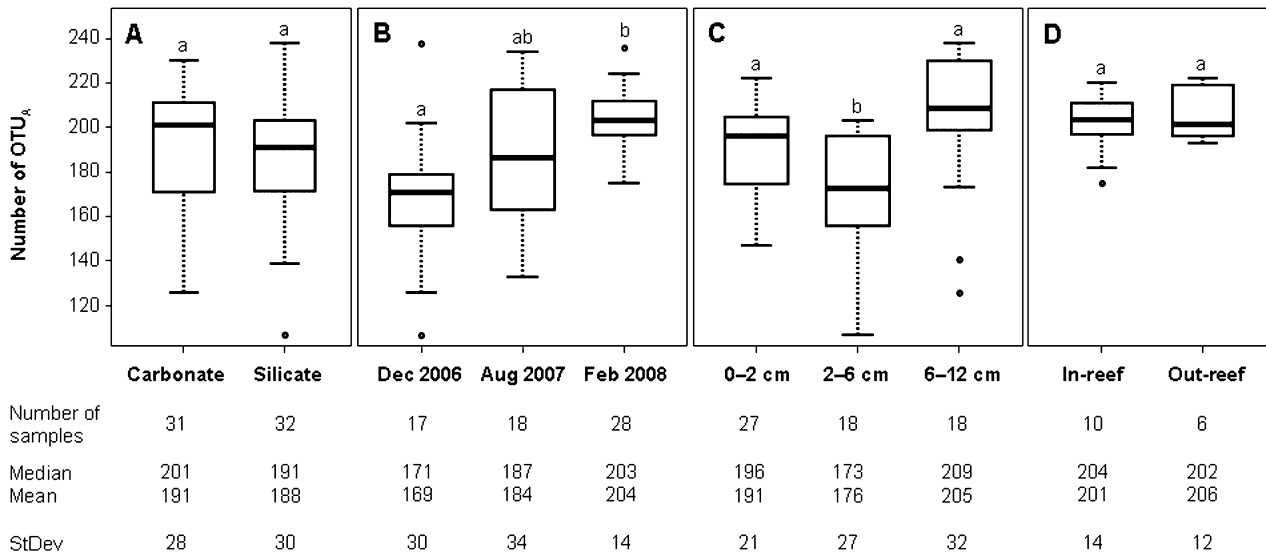 A B C D
Number of OTU_A
240
220
200
180
160
140
120
a a a ab b a b a a a
Carbonate Silicate Dec 2006 Aug 2007 Feb 2008 0–2 cm 2–6 cm 6–12 cm In-reef Out-reef
Number of
samples 31 32 17 18 28 27 18 18 10 6
Median 201 191 171 187 203 196 173 209 204 202
Mean 191 188 169 184 204 191 176 205 201 206
StDev 28 30 30 34 14 21 27 32 14 12